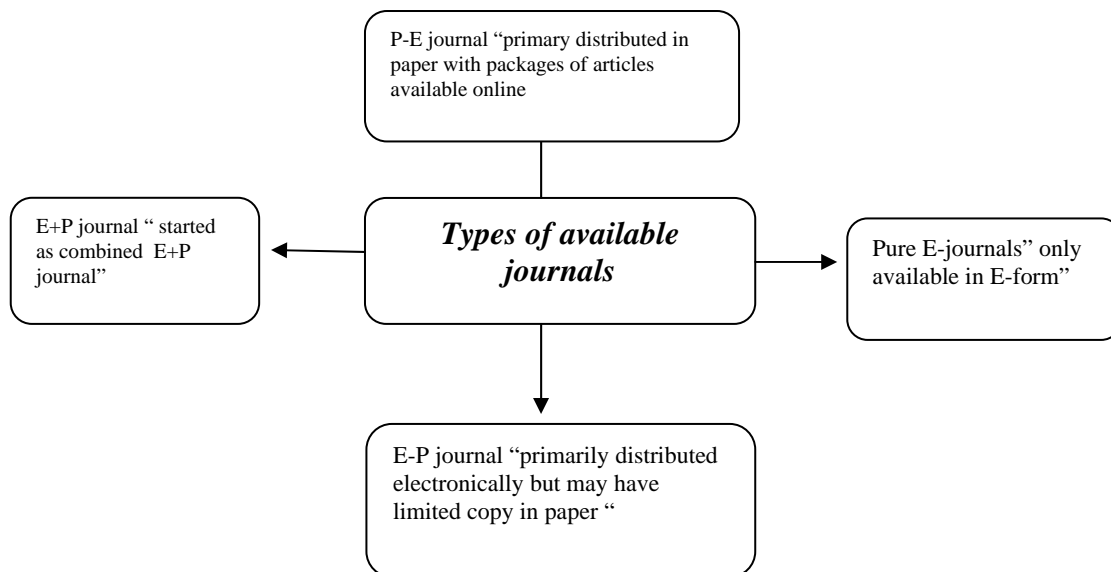 P-E journal “primary distributed in
paper with packages of articles
available online
E+P journal “ started
as combined  E+P
journal”
Types of available
journals
Pure E-journals” only
available in E-form”
E-P journal “primarily distributed
electronically but may have
limited copy in paper “